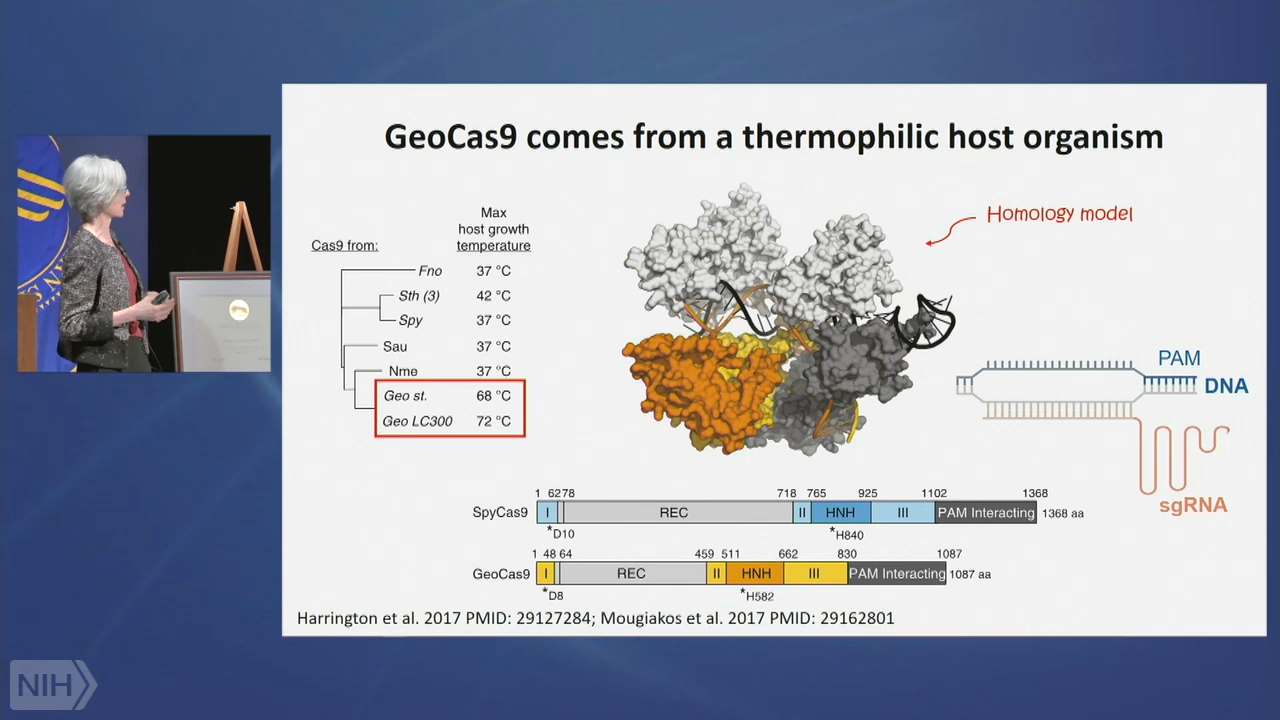 GeoCas9 comes from a thermophilic host organism
Max
host growth
Cas9 from: temperature
Fno 37 °C
Sth (3) 42 °C
Spy 37 °C
Sau 37 °C
Nme 37 °C
Geo st. 68 °C
Geo LC300 72 °C
Homology model
PAM
DNA
sgRNA
1 62 78 718 765 925 1102 1368
SpyCas9 I REC II HNH III PAM Interacting 1368 aa
*D10 *H840
1 48 64 459 511 662 830 1087
GeoCas9 I REC II HNH III PAM Interacting 1087 aa
*D8 *H582
Harrington et al. 2017 PMID: 29127284; Mougiakos et al. 2017 PMID: 29162801
NIH